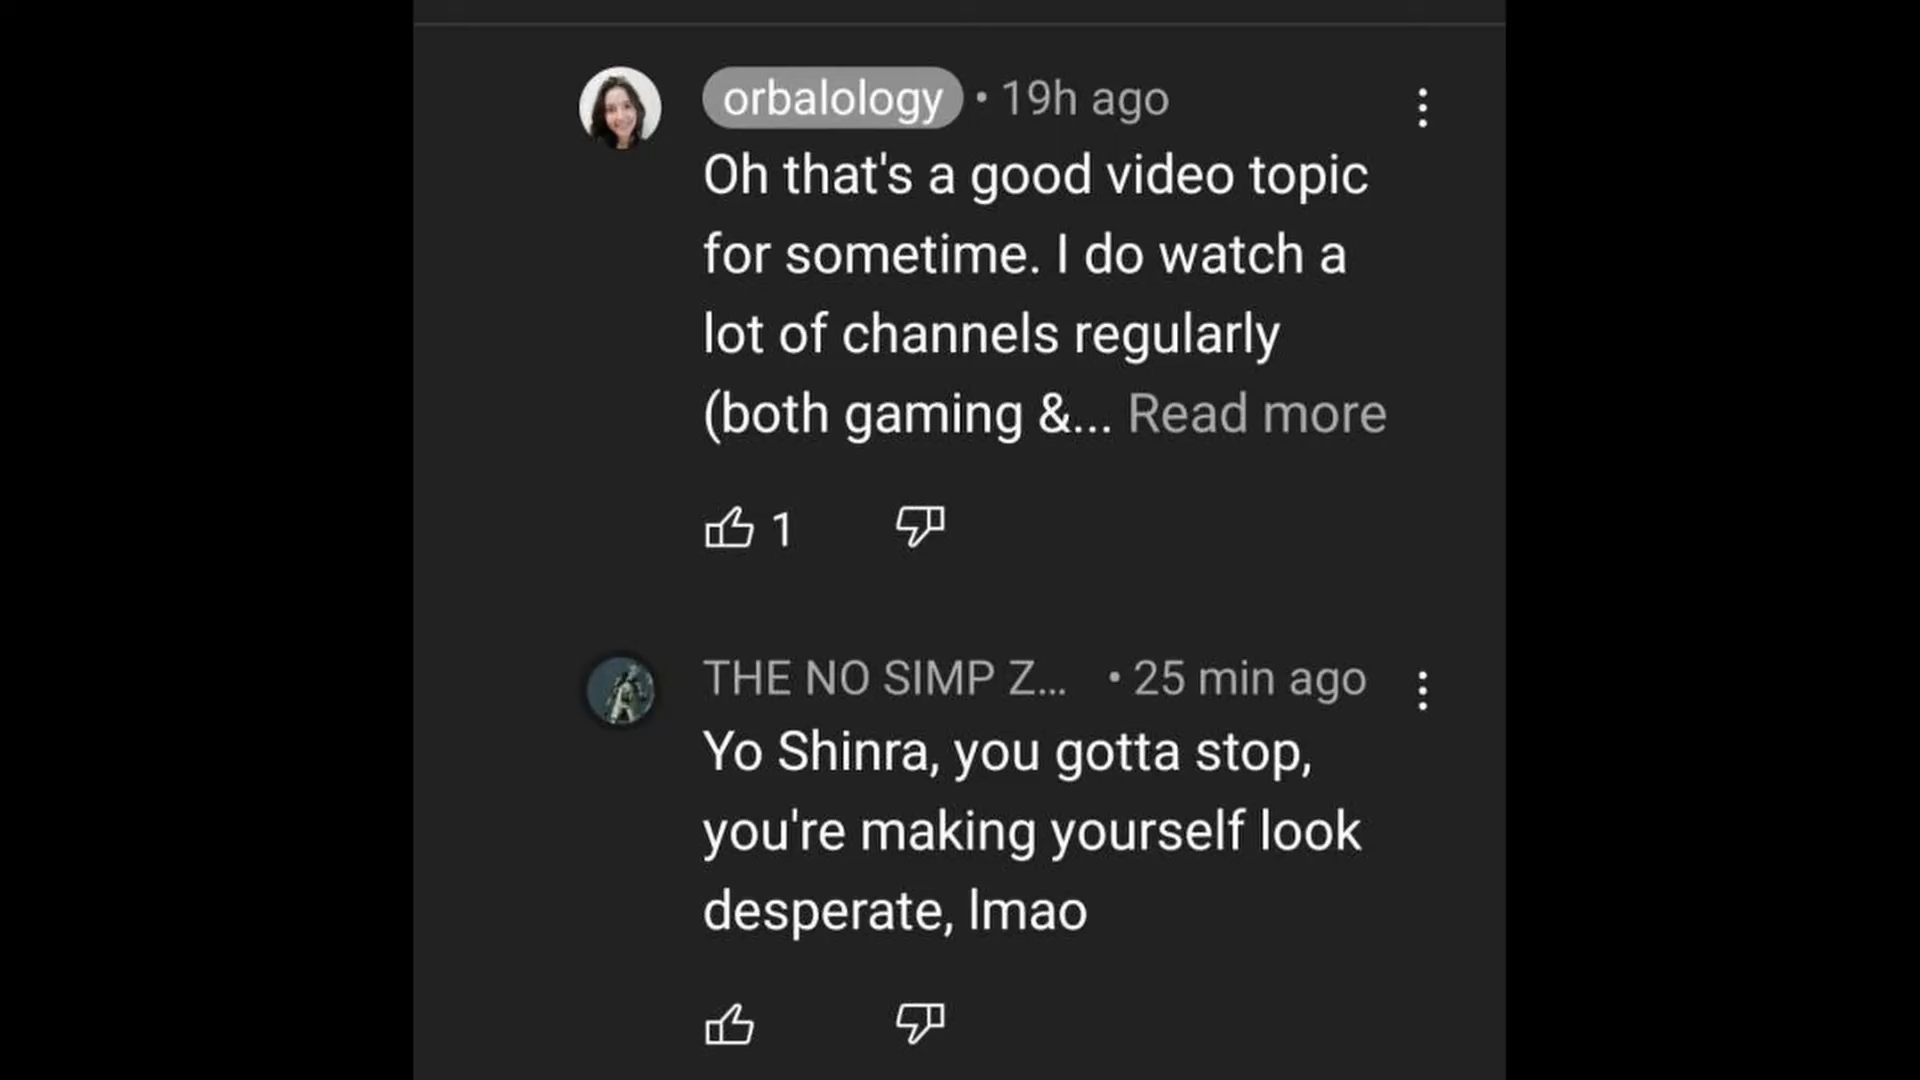 orbalology • 19h ago
Oh that's a good video topic
for sometime. I do watch a
lot of channels regularly
(both gaming &... Read more
1
THE NO SIMP Z... • 25 min ago
Yo Shinra, you gotta stop,
you're making yourself look
desperate, lmao